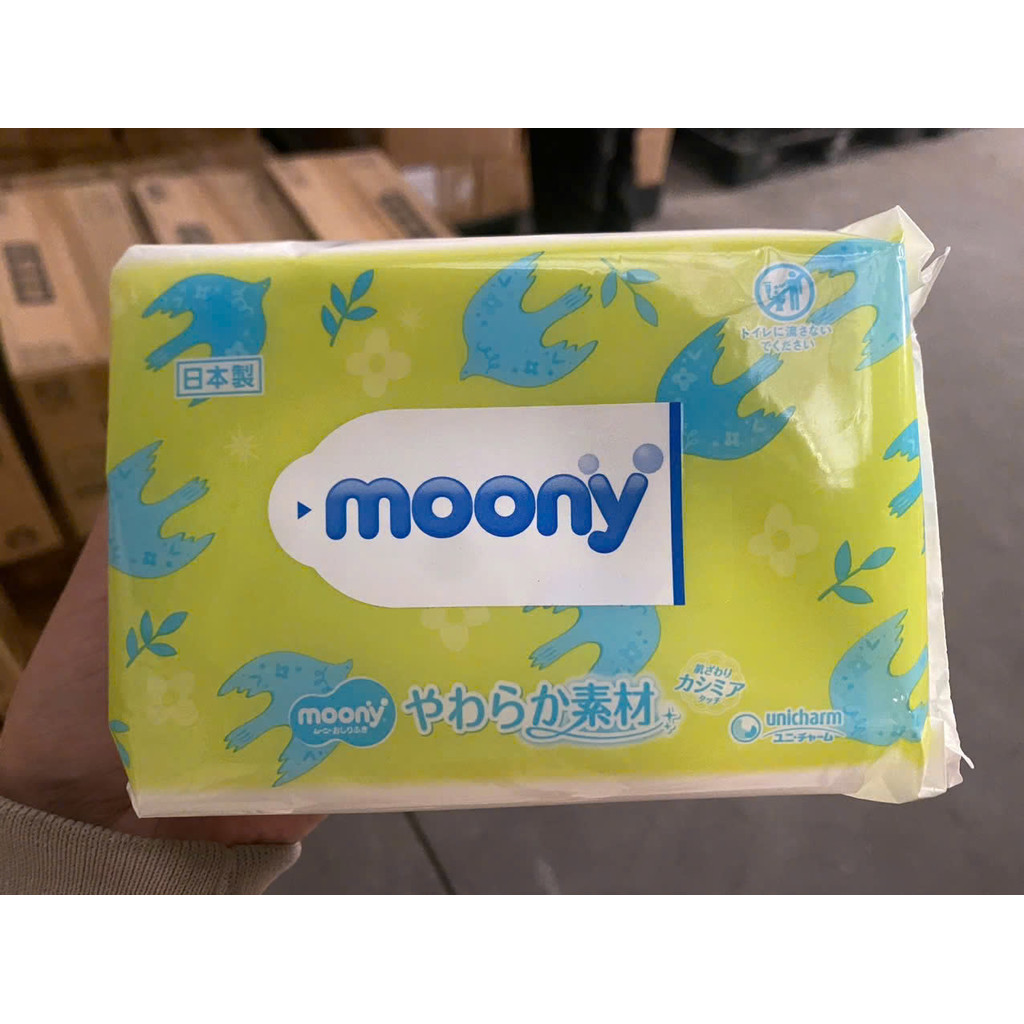 トイレに流さない
でください
日本製
moony
moony
ムーニーおしりふき
やわらか素材
肌ざわり
カシミア
タッチ
unicharm
ユニ・チャーム